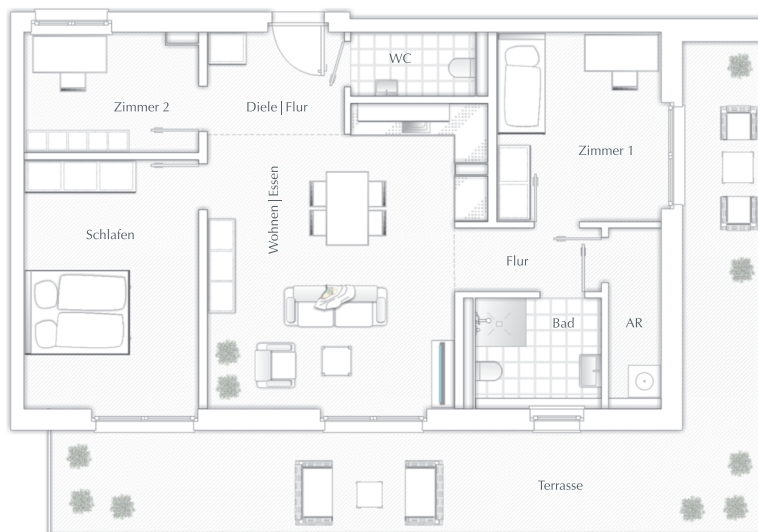 WC
Zimmer 2
Diele|Flur
Zimmer 1
Wohnen|Essen
Schlafen
Flur
Bad
AR
Terrasse